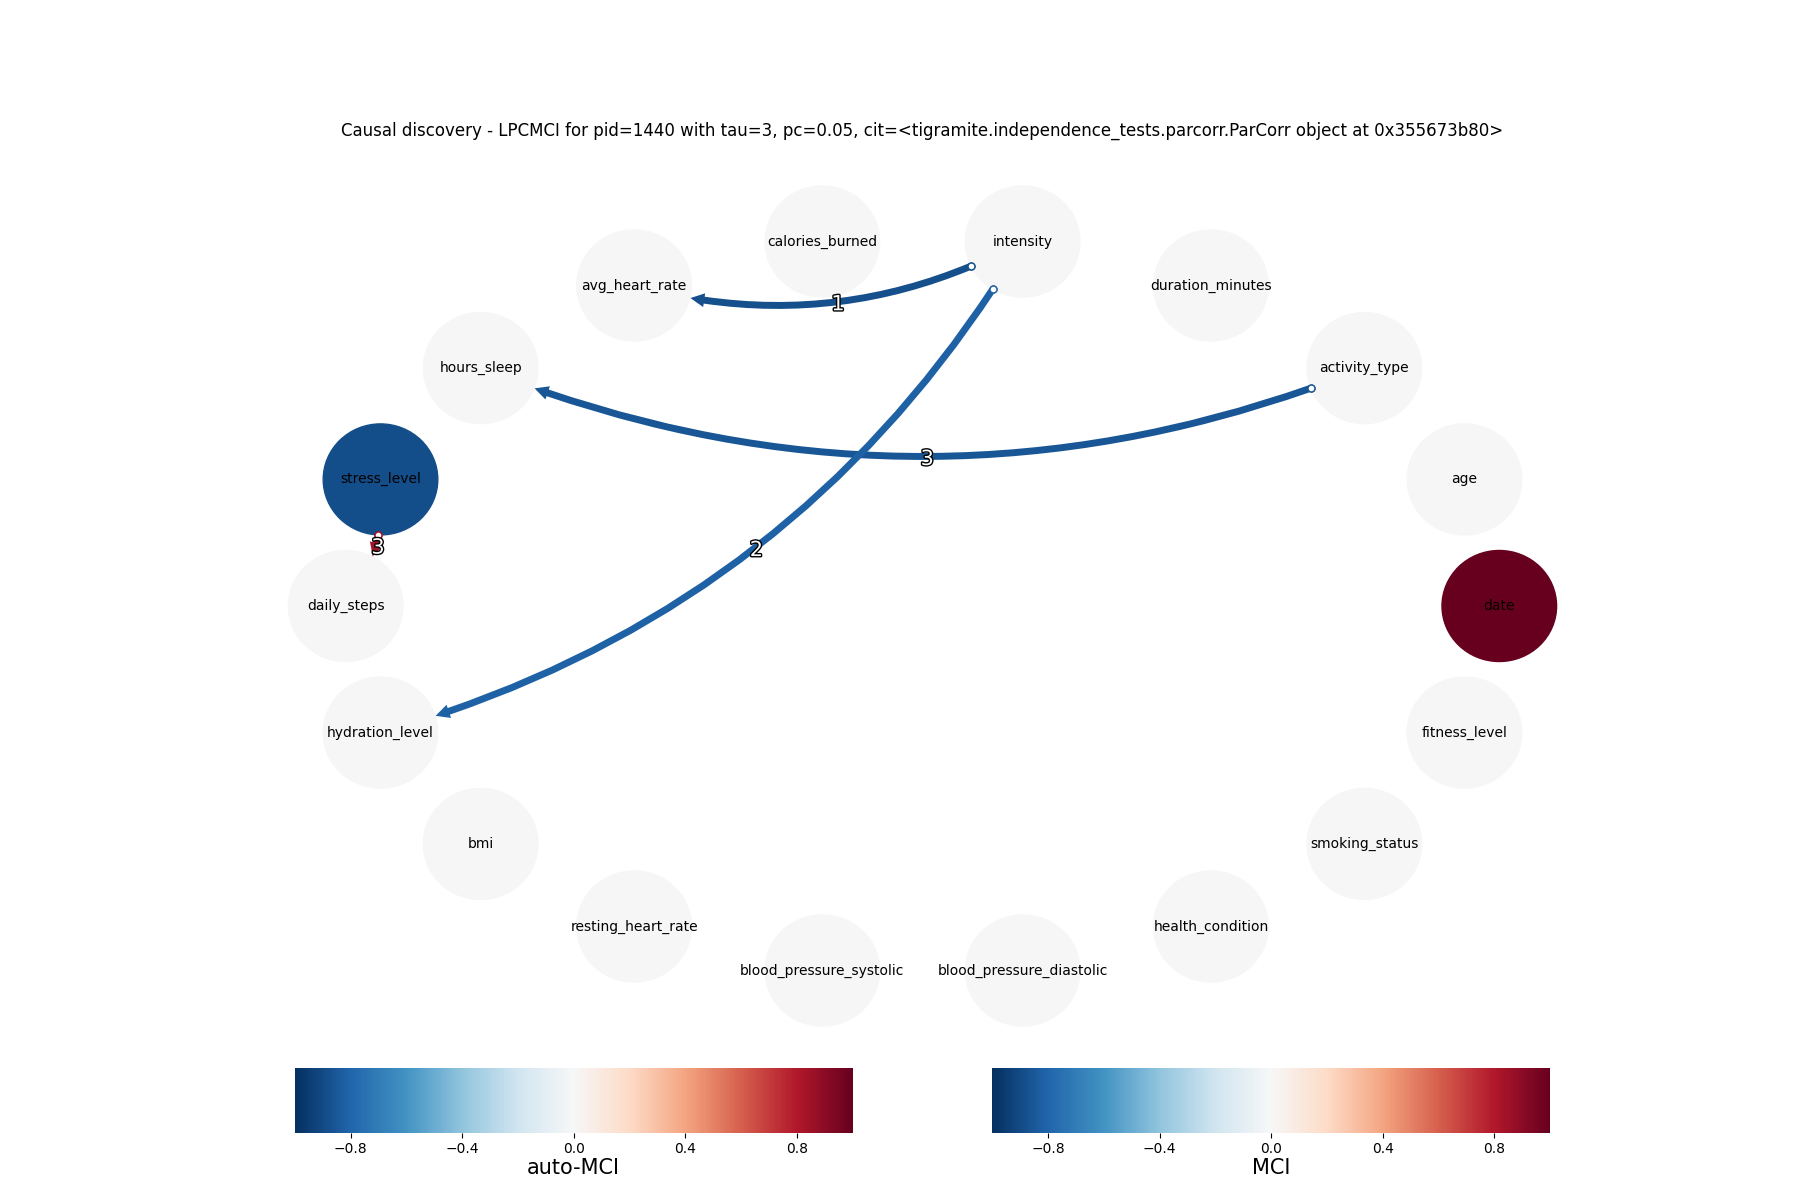 Causal discovery - LPCMCI for pid=1440 with tau=3, pc=0.05, cit=<tigramite.independence_tests.parcorr.ParCorr object at 0x355673b80>
calories_burned
intensity
avg_heart_rate
duration_minutes
1
hours_sleep
activity_type
3
stress_level
age
3
2
daily_steps
date
hydration_level
fitness_level
bmi
smoking_status
resting_heart_rate
health_condition
blood_pressure_systolic
blood_pressure_diastolic
−0.8 −0.4 0.0 0.4 0.8
auto-MCI
−0.8 −0.4 0.0 0.4 0.8
MCI